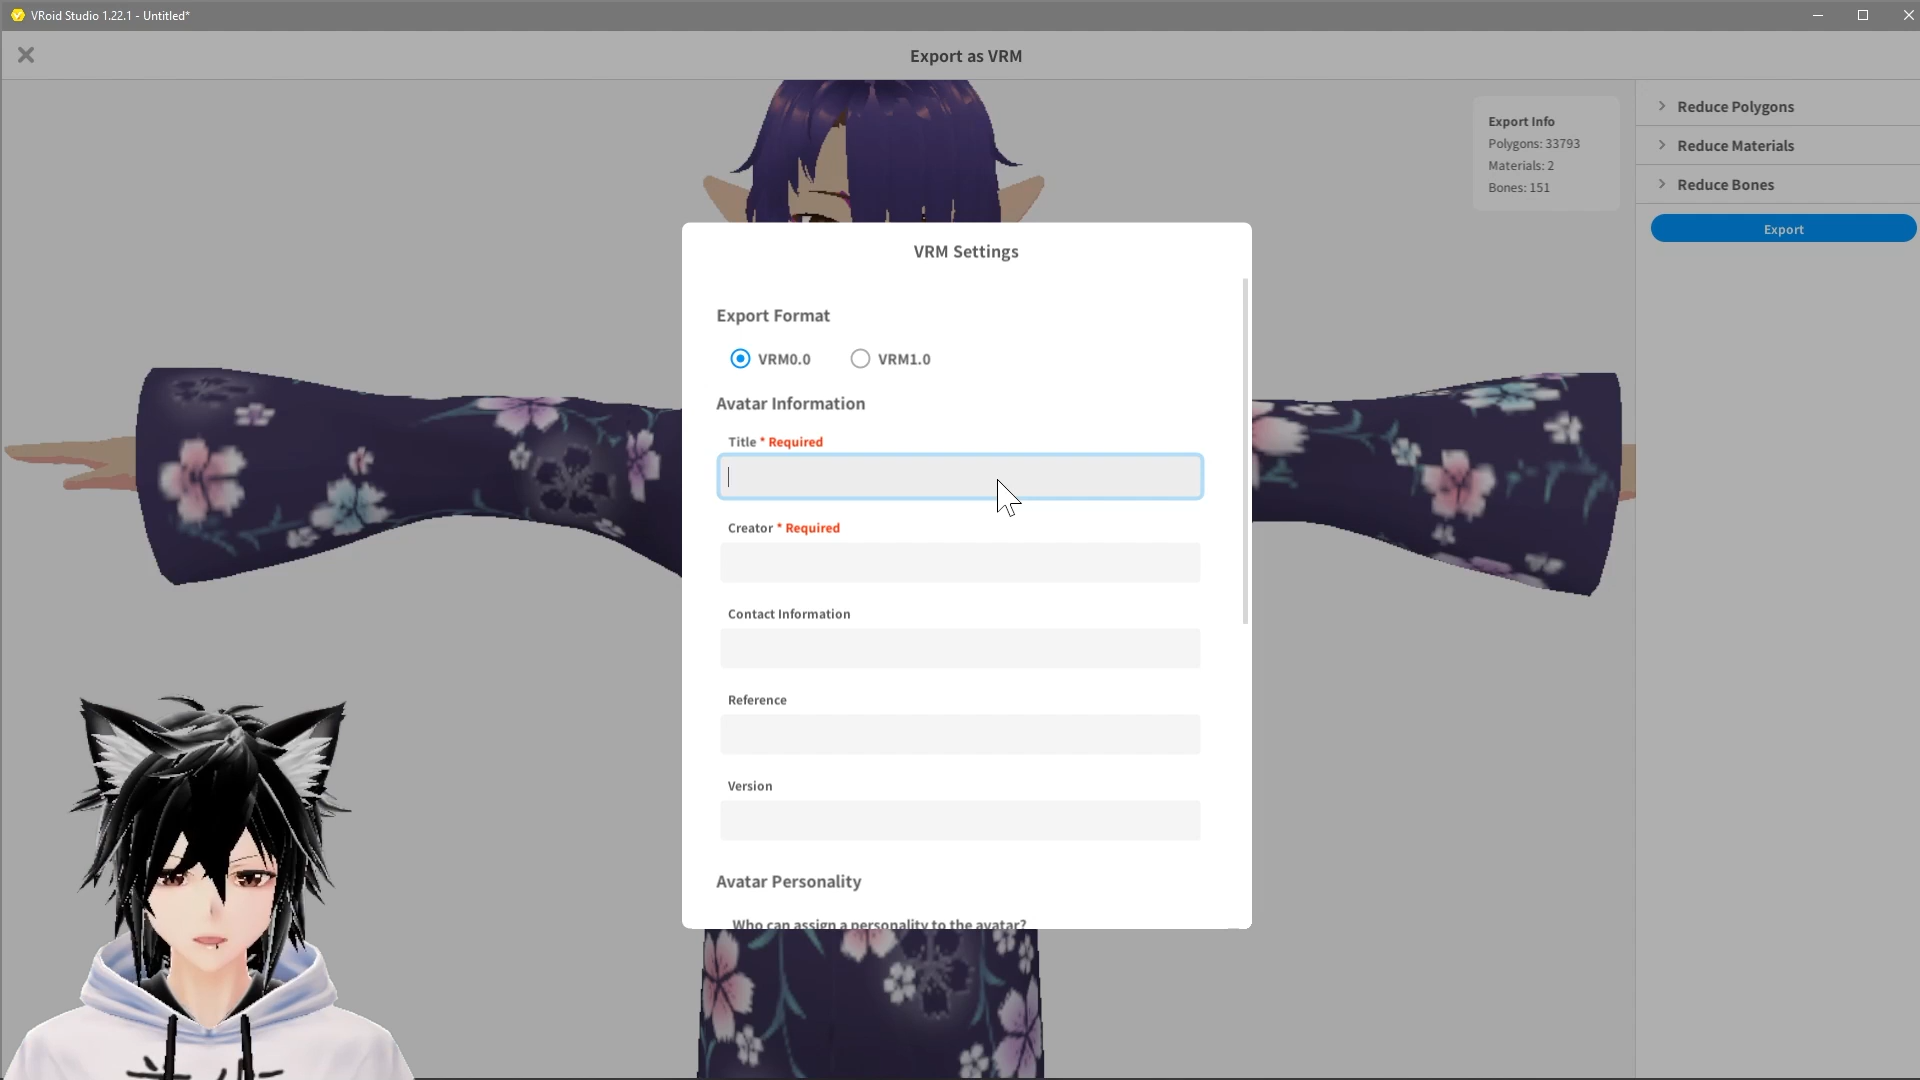 VRoid Studio 1.22.1 - Untitled*
Export as VRM
Export Info
Polygons: 33793
Materials: 2
Bones: 151
Reduce Polygons
Reduce Materials
Reduce Bones
Export
VRM Settings
Export Format
VRM0.0 VRM1.0
Avatar Information
Title * Required
Creator * Required
Contact Information
Reference
Version
Avatar Personality
Who can assign a personality to the avatar?